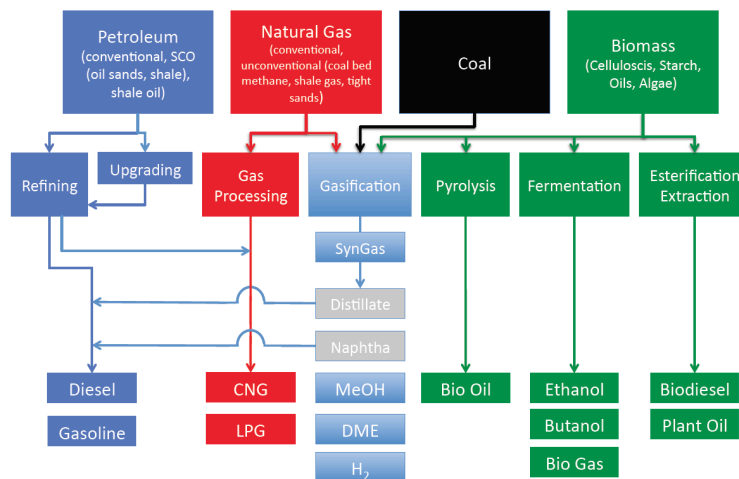 Petroleum
(conventional, SCO
(oil sands, shale),
shale oil)
Natural Gas
(conventional,
unconventional (coal bed
methane, shale gas, tight
sands)
Coal
Biomass
(Celluloscis, Starch,
Oils, Algae)
Refining
Upgrading
Gas
Processing
Gasification
Pyrolysis
Fermentation
Esterification
Extraction
SynGas
Distillate
Naphtha
Diesel
CNG
MeOH
Bio Oil
Ethanol
Biodiesel
Gasoline
LPG
DME
Butanol
Plant Oil
H₂
Bio Gas